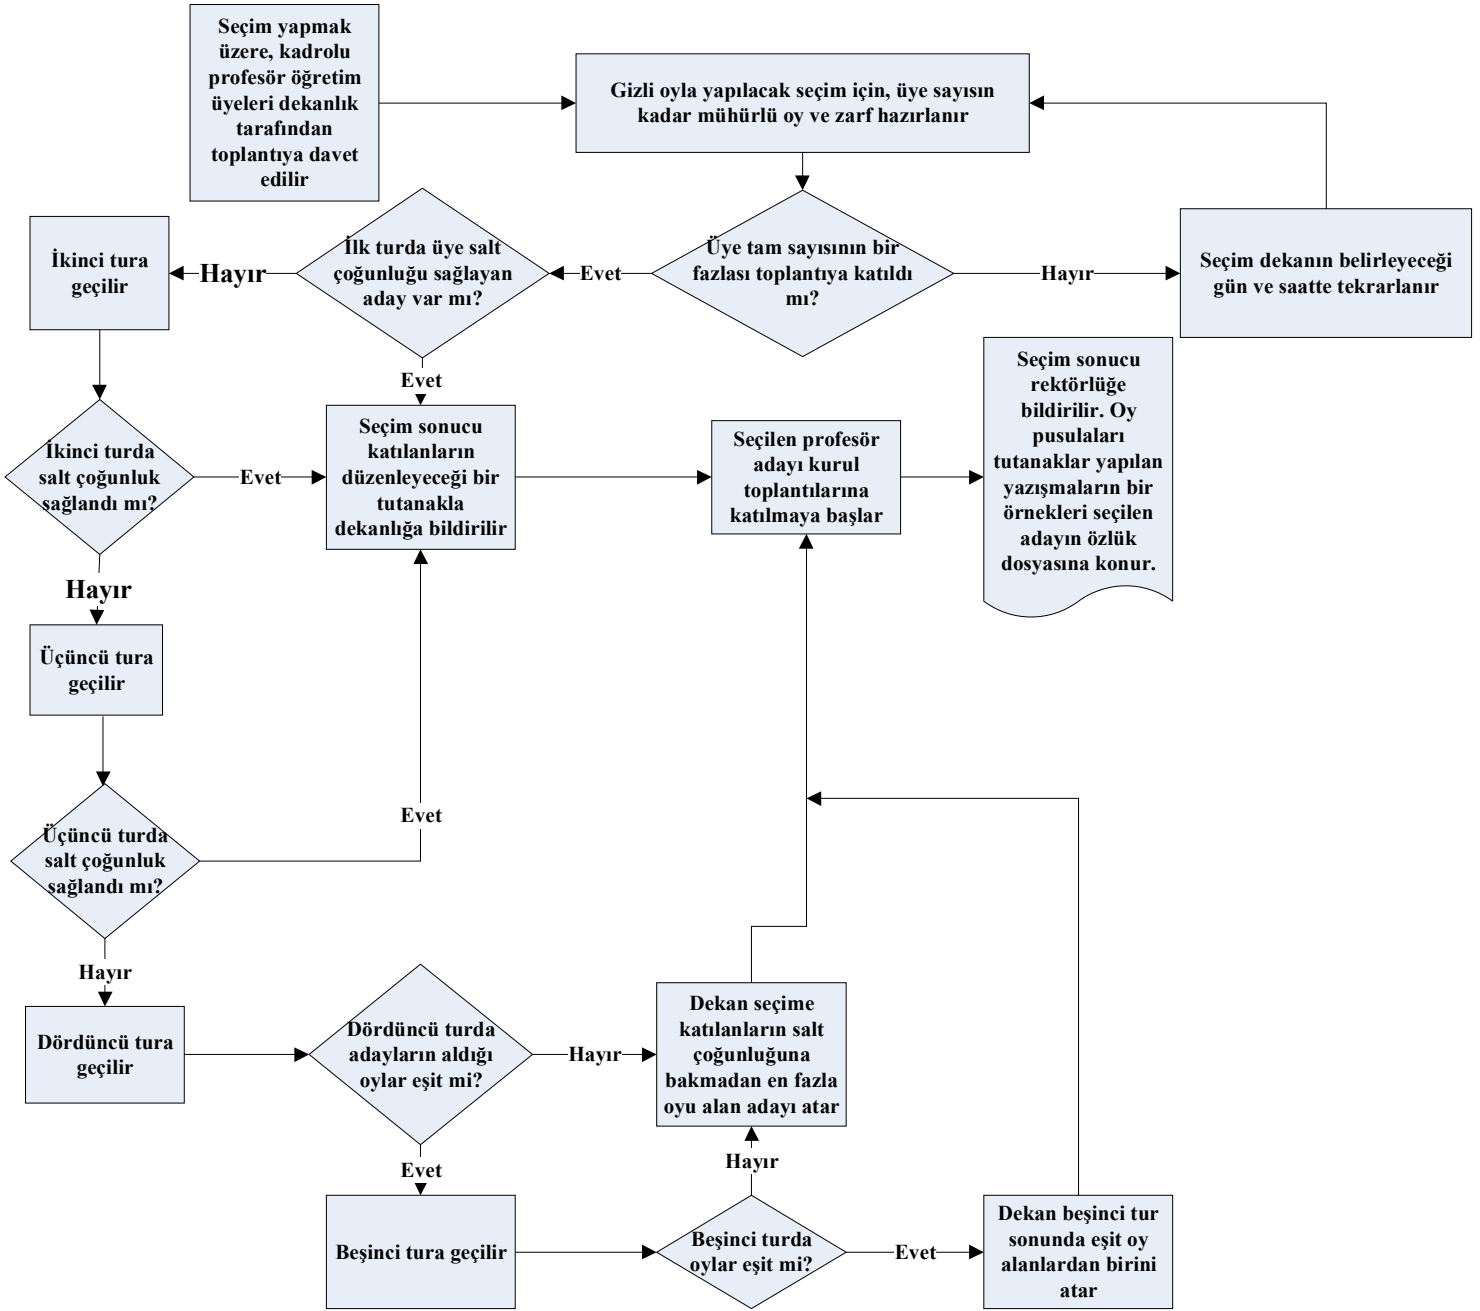 Seçim yapmak
üzere, kadrolu
profesör öğretim
üyeleri dekanlık
tarafından
toplantıya davet
edilir
Gizli oyla yapılacak seçim için, üye sayısın
kadar mühürlü oy ve zarf hazırlanır
Üye tam sayısının bir
fazlası toplantıya katıldı
mı?
Hayır
Seçim dekanın belirleyeceği
gün ve saatte tekrarlanır
Evet
İlk turda üye salt
çoğunluğu sağlayan
aday var mı?
Hayır
İkinci tura
geçilir
Evet
Seçim sonucu
katılanların
düzenleyeceği bir
tutanakla
dekanlığa bildirilir
Seçilen profesör
adayı kurul
toplantılarına
katılmaya başlar
Seçim sonucu
rektörlüğe
bildirilir. Oy
pusulaları
tutanaklar yapılan
yazışmaların bir
örnekleri seçilen
adayın özlük
dosyasına konur.
İkinci turda
salt çoğunluk
sağlandı mı?
Evet
Hayır
Üçüncü tura
geçilir
Üçüncü turda
salt çoğunluk
sağlandı mı?
Evet
Hayır
Dördüncü tura
geçilir
Dördüncü turda
adayların aldığı
oylar eşit mi?
Hayır
Dekan seçime
katılanların salt
çoğunluğuna
bakmadan en fazla
oyu alan adayı atar
Evet
Beşinci tura geçilir
Beşinci turda
oylar eşit mi?
Hayır
Evet
Dekan beşinci tur
sonunda eşit oy
alanlardan birini
atar